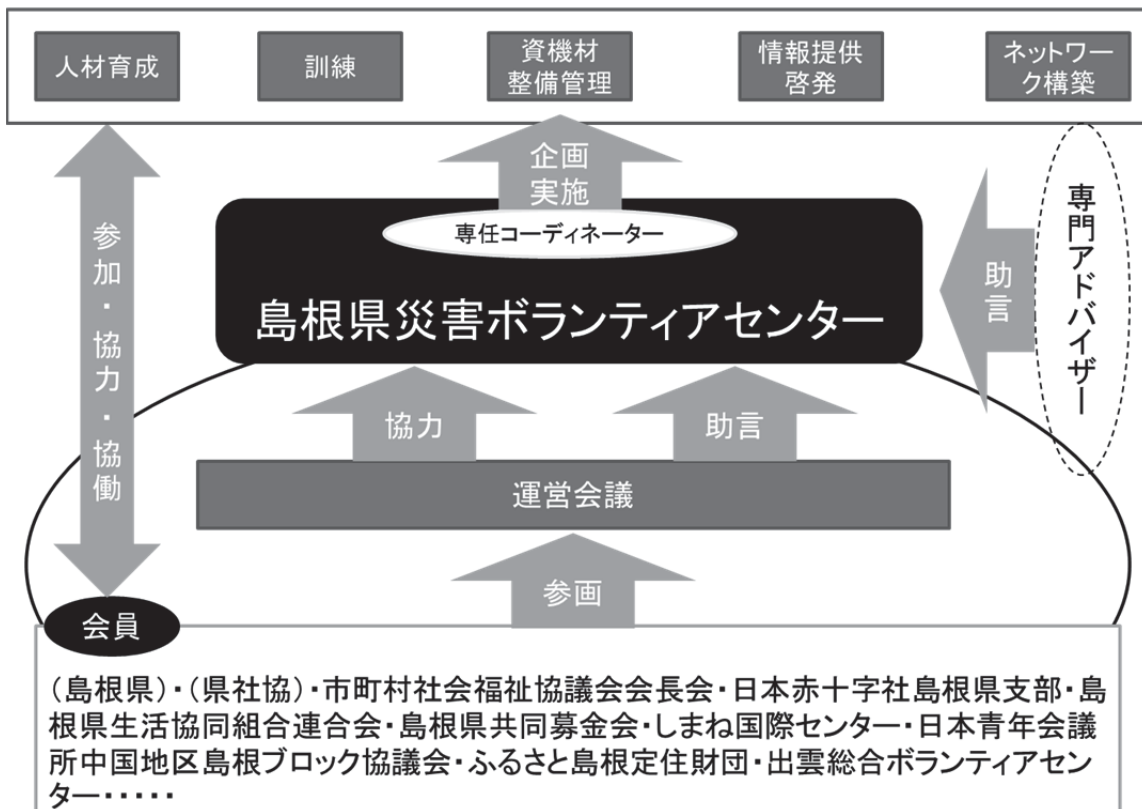 人材育成
訓練
資機材
整備管理
情報提供
啓発
ネットワー
ク構築
企画
実施
専任コーディネーター
島根県災害ボランティアセンター
助言
専門アドバイザー
参加・協力・協働
協力
助言
運営会議
参画
会員
(島根県)・(県社協)・市町村社会福祉協議会会長会・日本赤十字社島根県支部・島
根県生活協同組合連合会・島根県共同募金会・しまね国際センター・日本青年会議
所中国地区島根ブロック協議会・ふるさと島根定住財団・出雲総合ボランティアセン
ター・・・・・